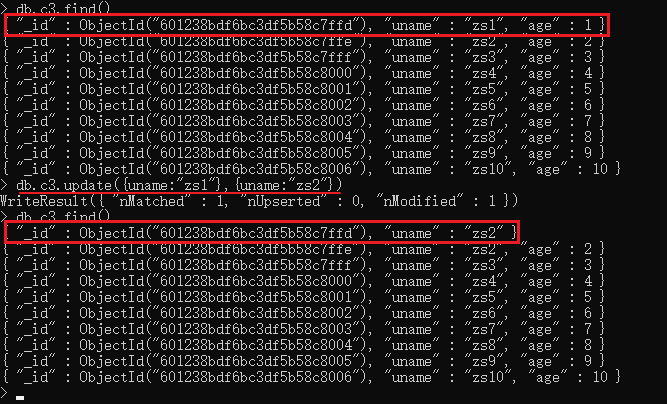 > db.c3.find()
{ "_id" : ObjectId("601238bdf6bc3df5b58c7ffd"), "uname" : "zs1", "age" : 1 }
{ "_id" : ObjectId("601238bdf6bc3df5b58c7ffe"), "uname" : "zs2", "age" : 2 }
{ "_id" : ObjectId("601238bdf6bc3df5b58c7fff"), "uname" : "zs3", "age" : 3 }
{ "_id" : ObjectId("601238bdf6bc3df5b58c8000"), "uname" : "zs4", "age" : 4 }
{ "_id" : ObjectId("601238bdf6bc3df5b58c8001"), "uname" : "zs5", "age" : 5 }
{ "_id" : ObjectId("601238bdf6bc3df5b58c8002"), "uname" : "zs6", "age" : 6 }
{ "_id" : ObjectId("601238bdf6bc3df5b58c8003"), "uname" : "zs7", "age" : 7 }
{ "_id" : ObjectId("601238bdf6bc3df5b58c8004"), "uname" : "zs8", "age" : 8 }
{ "_id" : ObjectId("601238bdf6bc3df5b58c8005"), "uname" : "zs9", "age" : 9 }
{ "_id" : ObjectId("601238bdf6bc3df5b58c8006"), "uname" : "zs10", "age" : 10 }
> db.c3.update({uname:"zs1"},{uname:"zs2"})
WriteResult({ "nMatched" : 1, "nUpserted" : 0, "nModified" : 1 })
> db.c3.find()
{ "_id" : ObjectId("601238bdf6bc3df5b58c7ffd"), "uname" : "zs2" }
{ "_id" : ObjectId("601238bdf6bc3df5b58c7ffe"), "uname" : "zs2", "age" : 2 }
{ "_id" : ObjectId("601238bdf6bc3df5b58c7fff"), "uname" : "zs3", "age" : 3 }
{ "_id" : ObjectId("601238bdf6bc3df5b58c8000"), "uname" : "zs4", "age" : 4 }
{ "_id" : ObjectId("601238bdf6bc3df5b58c8001"), "uname" : "zs5", "age" : 5 }
{ "_id" : ObjectId("601238bdf6bc3df5b58c8002"), "uname" : "zs6", "age" : 6 }
{ "_id" : ObjectId("601238bdf6bc3df5b58c8003"), "uname" : "zs7", "age" : 7 }
{ "_id" : ObjectId("601238bdf6bc3df5b58c8004"), "uname" : "zs8", "age" : 8 }
{ "_id" : ObjectId("601238bdf6bc3df5b58c8005"), "uname" : "zs9", "age" : 9 }
{ "_id" : ObjectId("601238bdf6bc3df5b58c8006"), "uname" : "zs10", "age" : 10 }
>